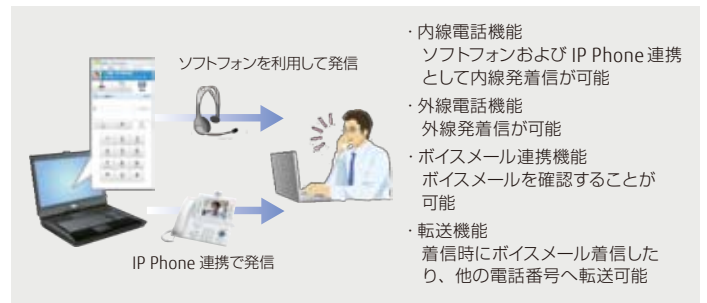 ソフトフォンを利用して発信
IP Phone 連携で発信
・内線電話機能
ソフトフォンおよび IP Phone 連携
として内線発着信が可能
・外線電話機能
外線発着信が可能
・ボイスメール連携機能
ボイスメールを確認することが
可能
・転送機能
着信時にボイスメール着信した
り、他の電話番号へ転送可能